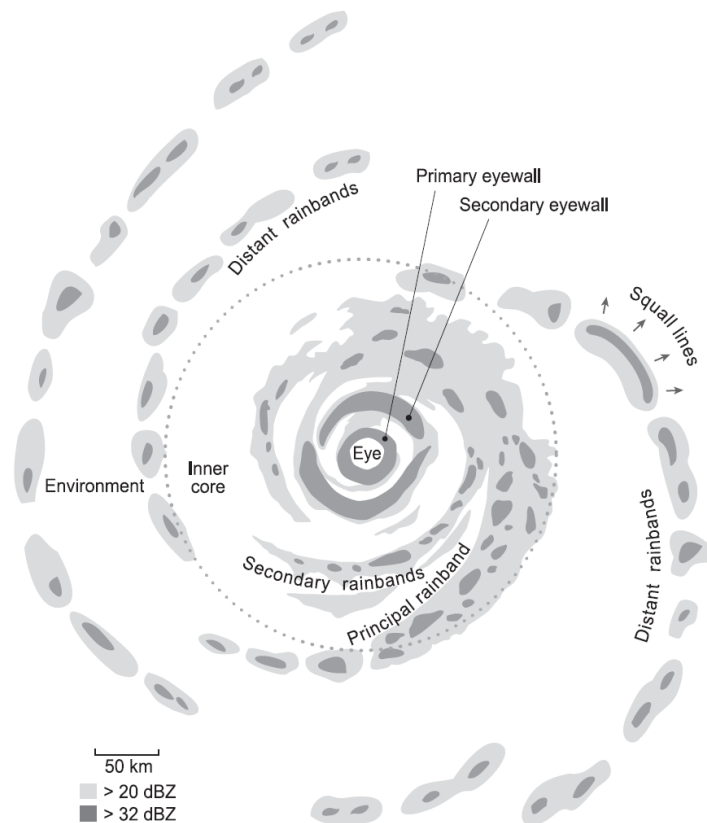 Primary eyewall
Secondary eyewall
Distant rainbands
Squall lines
Eye
Inner
core
Environment
Secondary rainbands
Principal rainband
Distant rainbands
50 km
> 20 dBZ
> 32 dBZ